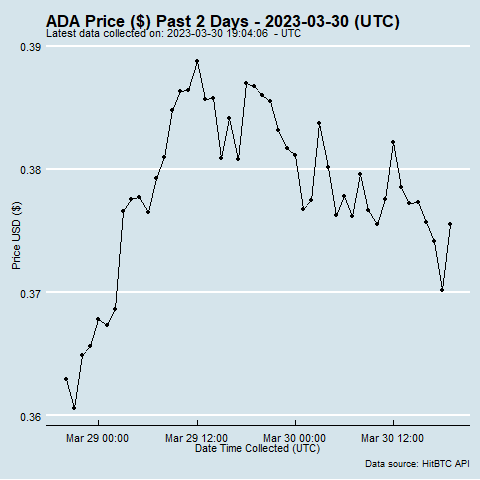 ADA Price ($) Past 2 Days - 2023-03-30 (UTC)
Latest data collected on: 2023-03-30 19:04:06 - UTC
0.39
0.38
0.37
0.36
Price USD ($)
Mar 29 00:00
Mar 29 12:00
Mar 30 00:00
Mar 30 12:00
Date Time Collected (UTC)
Data source: HitBTC API